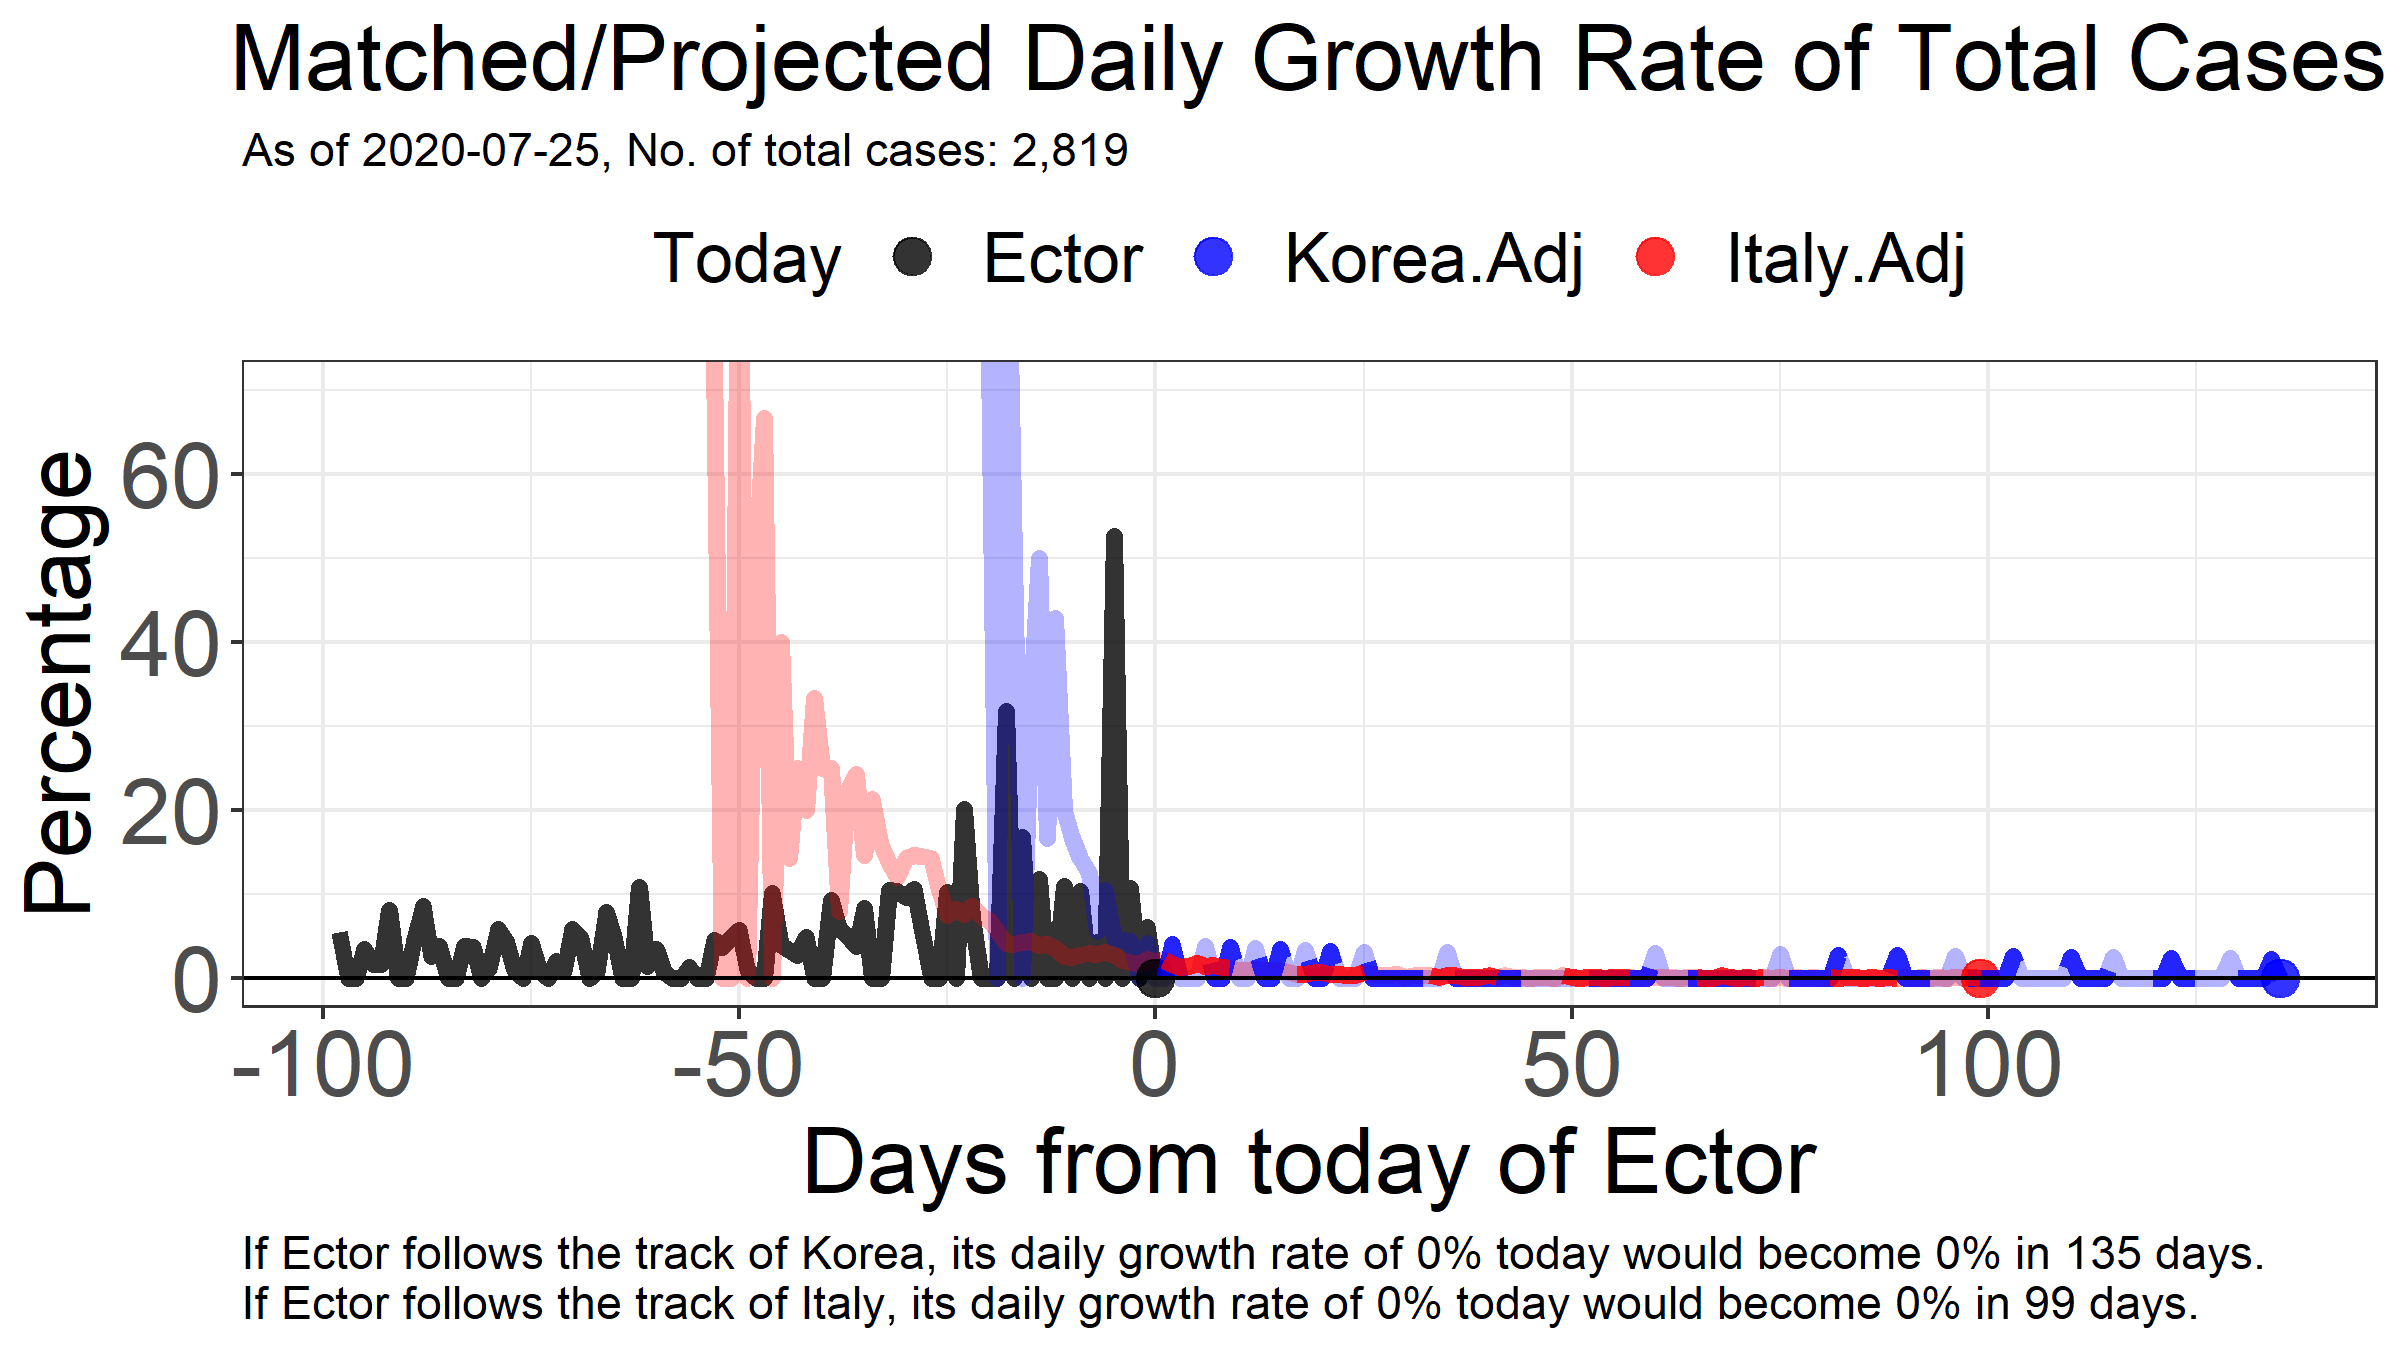 Matched/Projected Daily Growth Rate of Total Cases
As of 2020-07-25, No. of total cases: 2,819
Today Ector Korea.Adj Italy.Adj
Percentage
60
40
20
0
-100 -50 0 50 100
Days from today of Ector
If Ector follows the track of Korea, its daily growth rate of 0% today would become 0% in 135 days.
If Ector follows the track of Italy, its daily growth rate of 0% today would become 0% in 99 days.